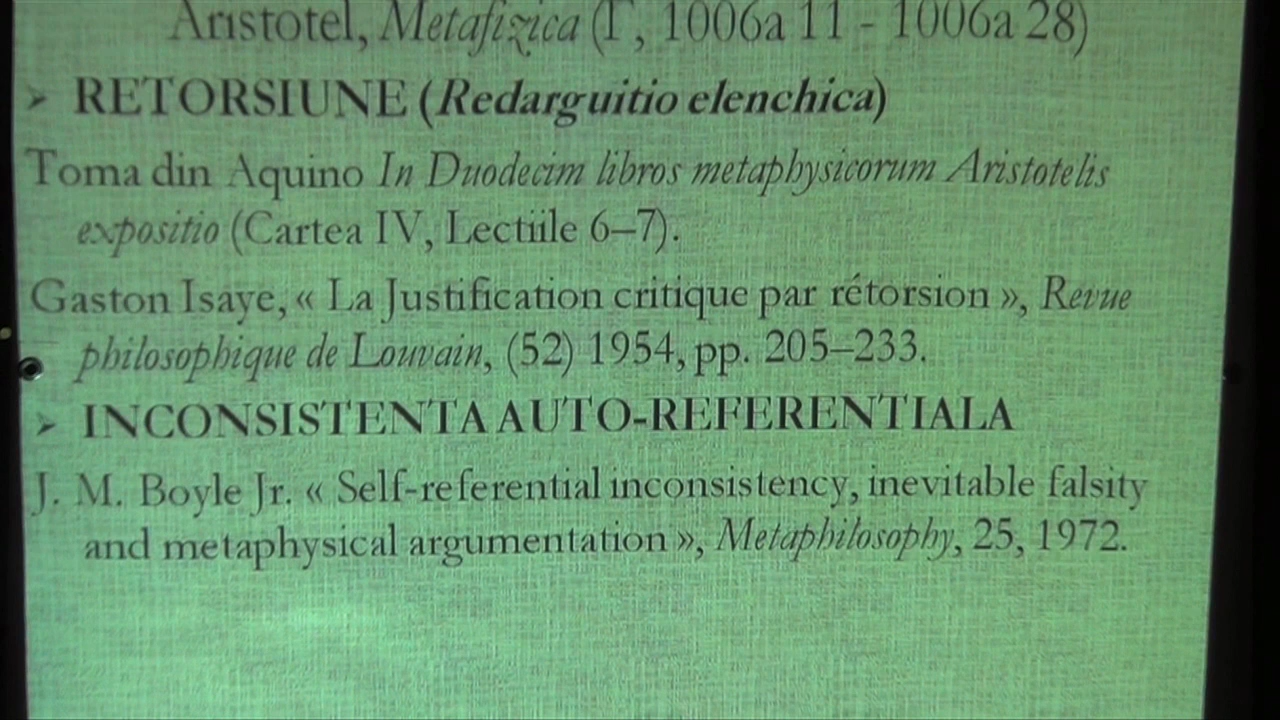 Aristotel, Metafizica (Γ, 1006a 11 - 1006a 28)
➢ RETORSIUNE (Redarguitio elenchica)
Toma din Aquino In Duodecim libros metaphysicorum Aristotelis
expositio (Cartea IV, Lectiile 6–7).
Gaston Isaye, « La Justification critique par rétorsion », Revue
philosophique de Louvain, (52) 1954, pp. 205–233.
➢ INCONSISTENTA AUTO-REFERENTIALA
J. M. Boyle Jr. « Self-referential inconsistency, inevitable falsity
and metaphysical argumentation », Metaphilosophy, 25, 1972.